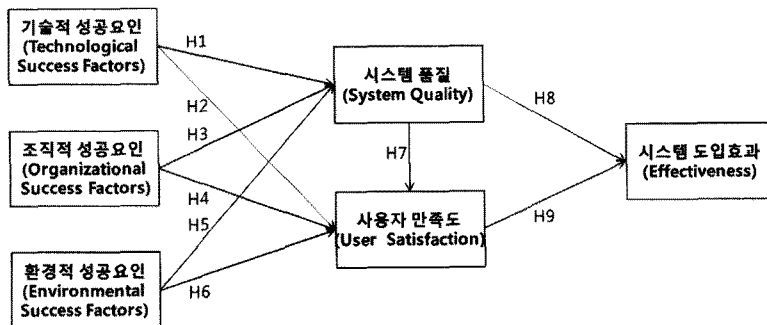 기술적 성공요인
(Technological
Success Factors)
H1
시스템 품질
(System Quality)
H2
H3
H8
조직적 성공요인
(Organizational
Success Factors)
H7
시스템 도입효과
(Effectiveness)
H4
H5
사용자 만족도
(User Satisfaction)
H9
환경적 성공요인
(Environmental
Success Factors)
H6